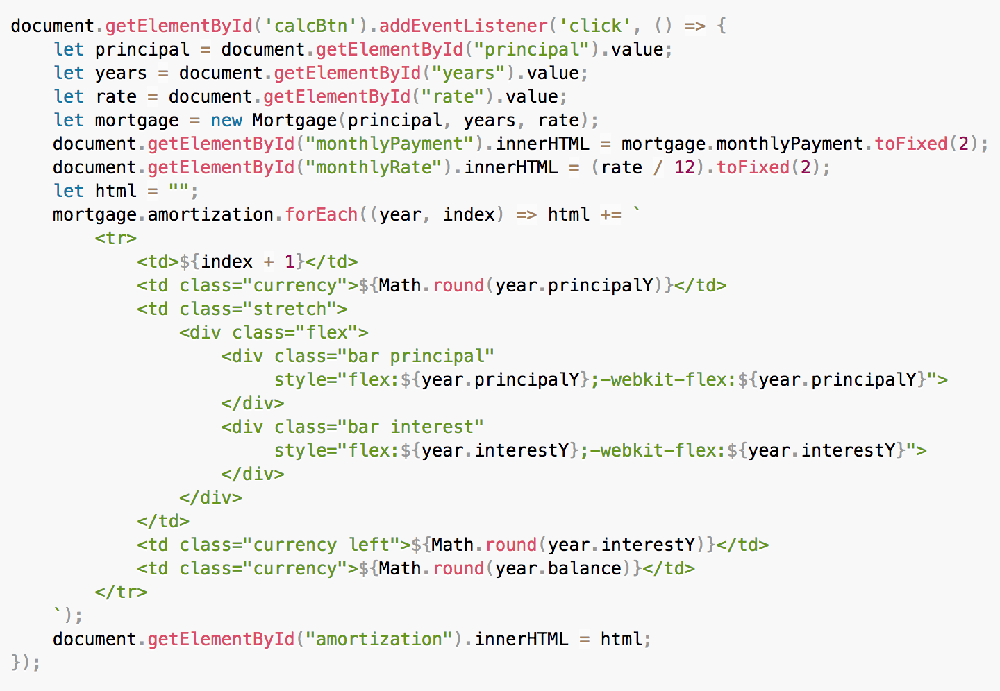 document.getElementById('calcBtn').addEventListener('click', () => {
    let principal = document.getElementById("principal").value;
    let years = document.getElementById("years").value;
    let rate = document.getElementById("rate").value;
    let mortgage = new Mortgage(principal, years, rate);
    document.getElementById("monthlyPayment").innerHTML = mortgage.monthlyPayment.toFixed(2);
    document.getElementById("monthlyRate").innerHTML = (rate / 12).toFixed(2);
    let html = "";
    mortgage.amortization.forEach((year, index) => html += `
        <tr>
            <td>${index + 1}</td>
            <td class="currency">${Math.round(year.principalY)}</td>
            <td class="stretch">
                <div class="flex">
                    <div class="bar principal"
                         style="flex:${year.principalY};-webkit-flex:${year.principalY}">
                    </div>
                    <div class="bar interest"
                         style="flex:${year.interestY};-webkit-flex:${year.interestY}">
                    </div>
                </div>
            </td>
            <td class="currency left">${Math.round(year.interestY)}</td>
            <td class="currency">${Math.round(year.balance)}</td>
        </tr>
    `);
    document.getElementById("amortization").innerHTML = html;
});